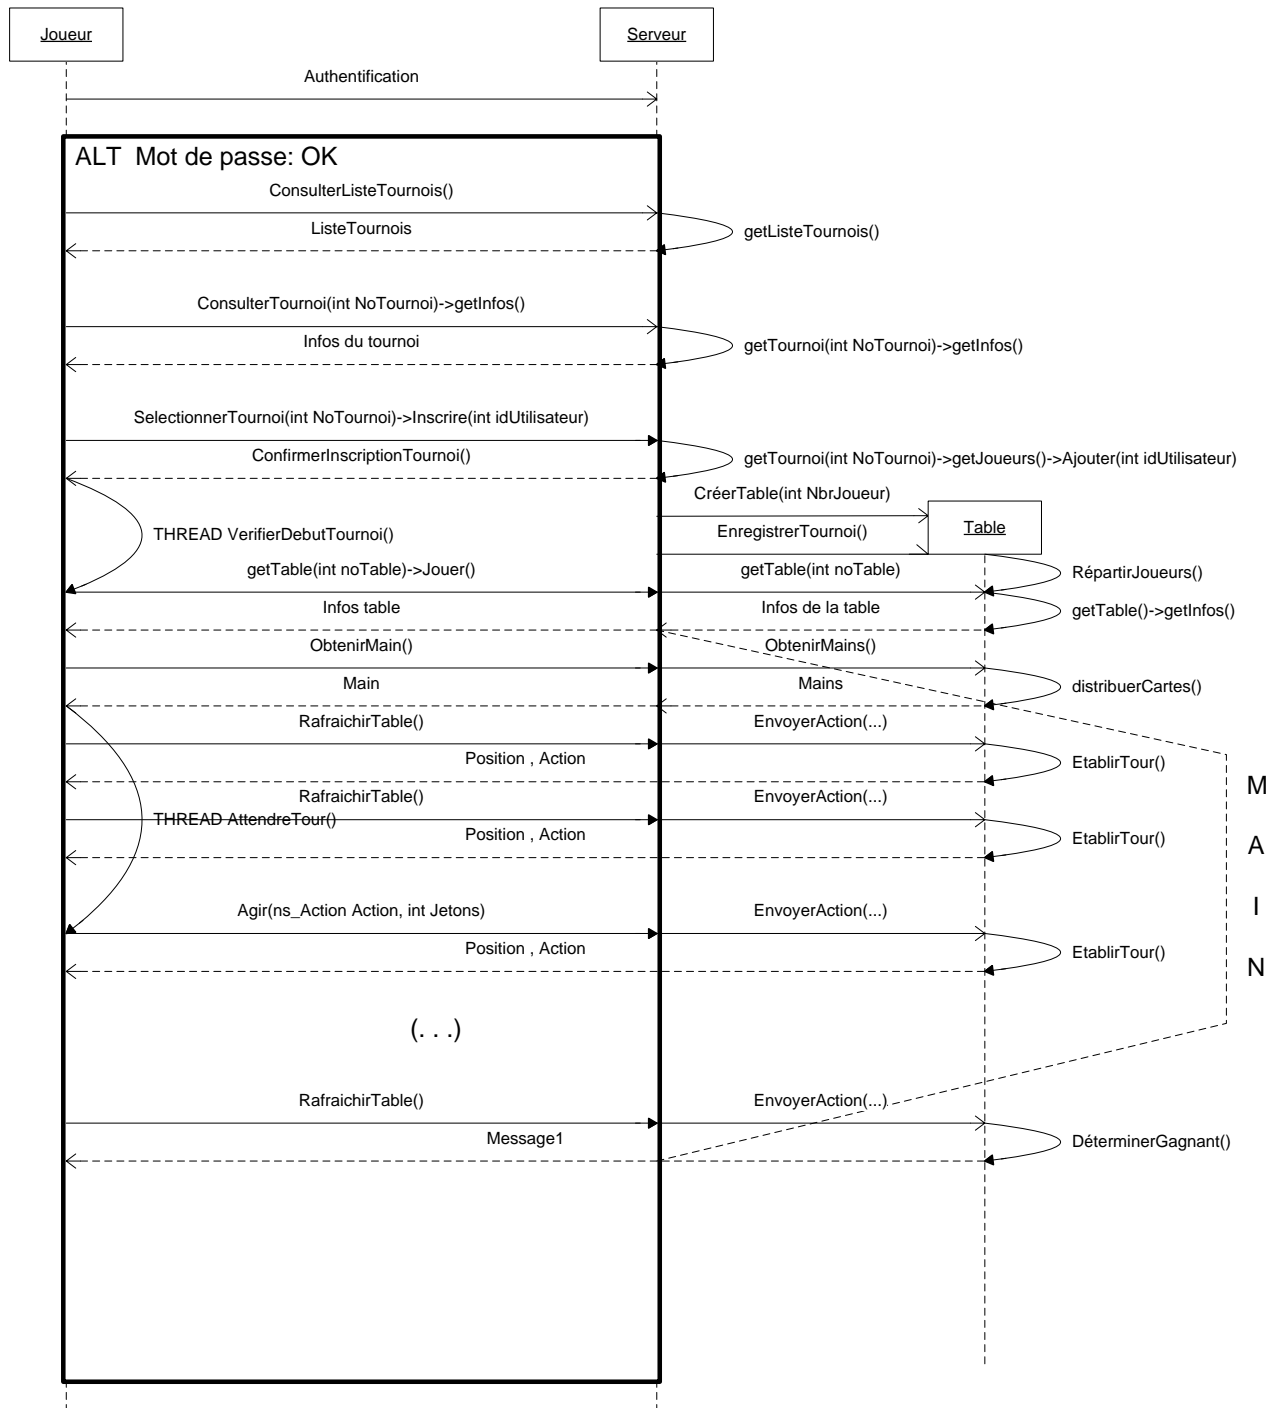 Joueur
Serveur
Authentification
ALT  Mot de passe: OK
ConsulterListeTournois()
ListeTournois
getListeTournois()
ConsulterTournoi(int NoTournoi)->getInfos()
Infos du tournoi
getTournoi(int NoTournoi)->getInfos()
SelectionnerTournoi(int NoTournoi)->Inscrire(int idUtilisateur)
ConfirmerInscriptionTournoi()
getTournoi(int NoTournoi)->getJoueurs()->Ajouter(int idUtilisateur)
CréerTable(int NbrJoueur)
Table
THREAD VerifierDebutTournoi()
EnregistrerTournoi()
getTable(int noTable)->Jouer()
getTable(int noTable)
RépartirJoueurs()
Infos table
Infos de la table
getTable()->getInfos()
ObtenirMain()
ObtenirMains()
Main
Mains
distribuerCartes()
RafraichirTable()
EnvoyerAction(...)
Position , Action
EtablirTour()
RafraichirTable()
EnvoyerAction(...)
THREAD AttendreTour()
Position , Action
EtablirTour()
Agir(ns_Action Action, int Jetons)
EnvoyerAction(...)
Position , Action
EtablirTour()
M
A
I
N
(. . .)
RafraichirTable()
EnvoyerAction(...)
Message1
DéterminerGagnant()